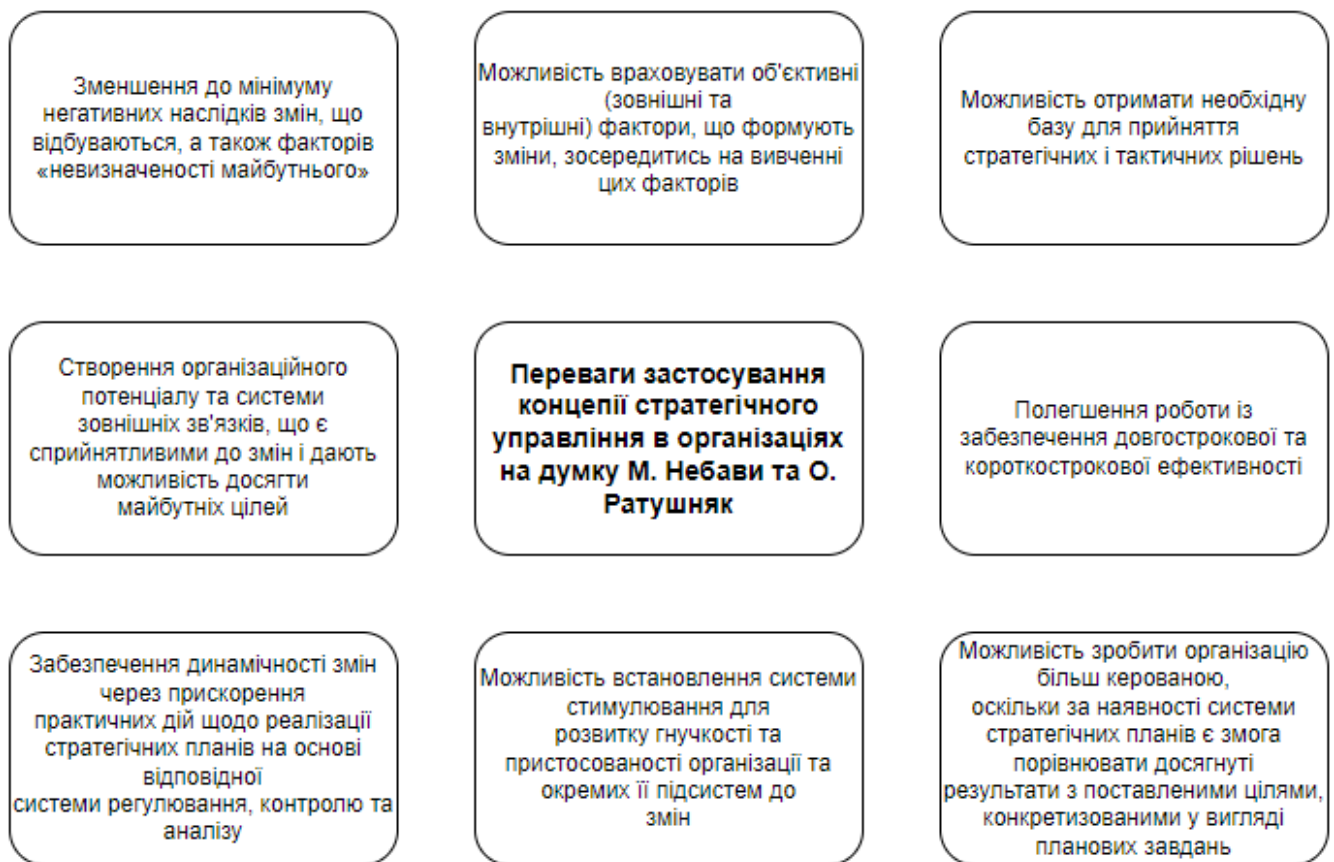 Зменшення до мінімуму
негативних наслідків змін, що
відбуваються, а також факторів
«невизначеності майбутнього»
Можливість враховувати об'єктивні
(зовнішні та
внутрішні) фактори, що формують
зміни, зосередитись на вивченні
цих факторів
Можливість отримати необхідну
базу для прийняття
стратегічних і тактичних рішень
Створення організаційного
потенціалу та системи
зовнішніх зв'язків, що є
сприйнятливими до змін і дають
можливість досягти
майбутніх цілей
Переваги застосування
концепії стратегічного
управління в організаціях
на думку М. Небави та О.
Ратушняк
Полегшення роботи із
забезпечення довгострокової та
короткострокової ефективності
Забезпечення динамічності змін
через прискорення
практичних дій щодо реалізації
стратегічних планів на основі
відповідної
системи регулювання, контролю та
аналізу
Можливість встановлення системи
стимулювання для
розвитку гнучкості та
пристосованості організації та
окремих її підсистем до
змін
Можливість зробити організацію
більш керованою,
оскільки за наявності системи
стратегічних планів є змога
порівнювати досягнуті
результати з поставленими цілями,
конкретизованими у вигляді
планових завдань